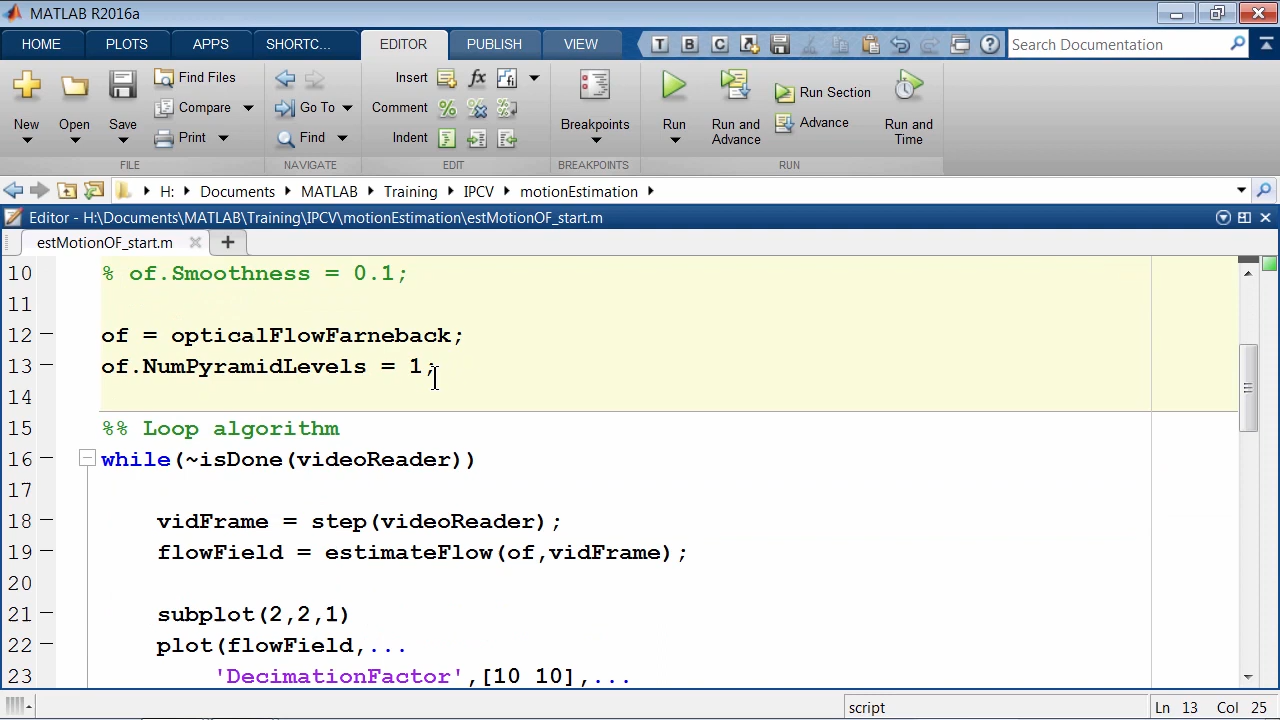 MATLAB R2016a
HOME PLOTS APPS SHORTC... EDITOR PUBLISH VIEW
Search Documentation
New Open Save Find Files Compare Print
FILE
Go To Find
NAVIGATE
Insert Comment Indent
EDIT
Breakpoints
BREAKPOINTS
Run Run and Advance Run Section Advance Run and Time
RUN
H: Documents MATLAB Training IPCV motionEstimation
Editor - H:\Documents\MATLAB\Training\IPCV\motionEstimation\estMotionOF_start.m
estMotionOF_start.m
10 % of.Smoothness = 0.1;
11
12 of = opticalFlowFarneback;
13 of.NumPyramidLevels = 1;
14
15 %% Loop algorithm
16 while(~isDone(videoReader))
17
18 vidFrame = step(videoReader);
19 flowField = estimateFlow(of,vidFrame);
20
21 subplot(2,2,1)
22 plot(flowField,...
23 'DecimationFactor',[10 10],...
script Ln 13 Col 25